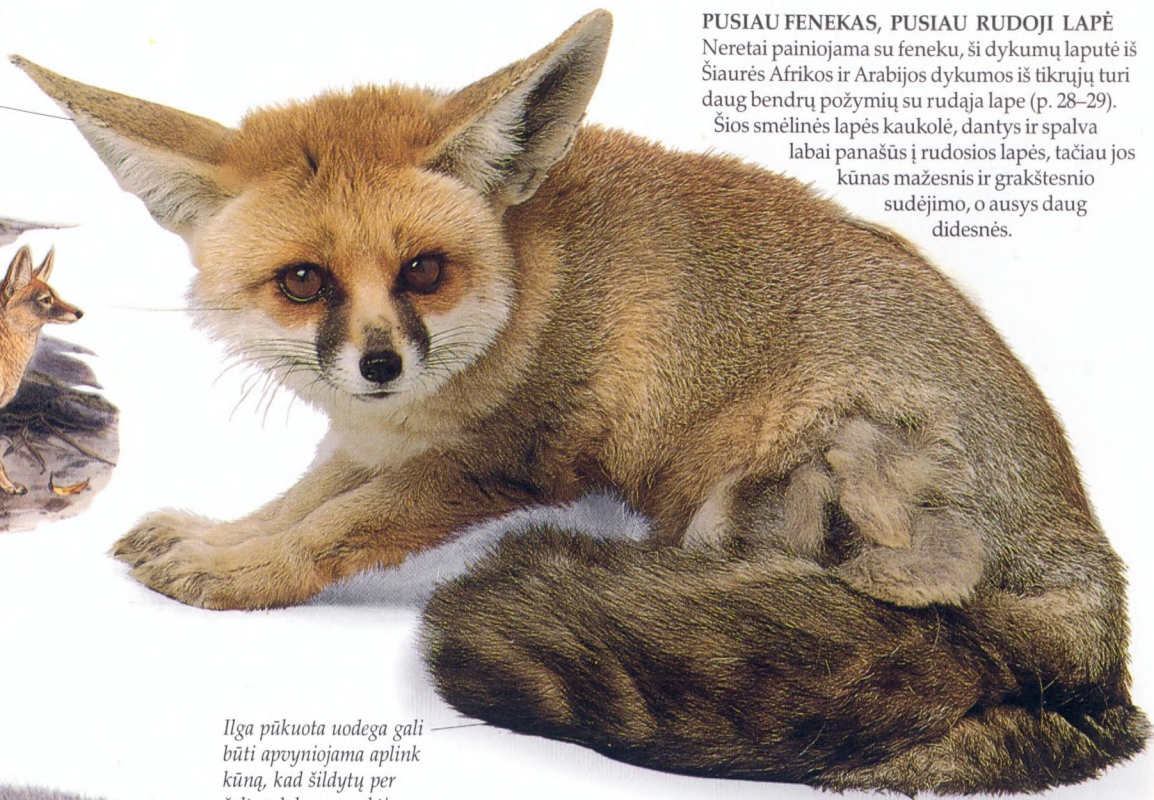 PUSIAU FENEKAS, PUSIAU RUDOJI LAPĖ
Neretai painiojama su feneku, ši dykumų laputė iš
Šiaurės Afrikos ir Arabijos dykumos iš tikrųjų turi
daug bendrų požymių su rudąja lape (p. 28–29).
Šios smėlinės lapės kaukolė, dantys ir spalva
labai panašūs į rudosios lapės, tačiau jos
kūnas mažesnis ir grakštesnio
sudėjimo, o ausys daug
didesnės.
Ilga pūkuota uodega gali
būti apvyniojama aplink
kūną, kad šildytų per